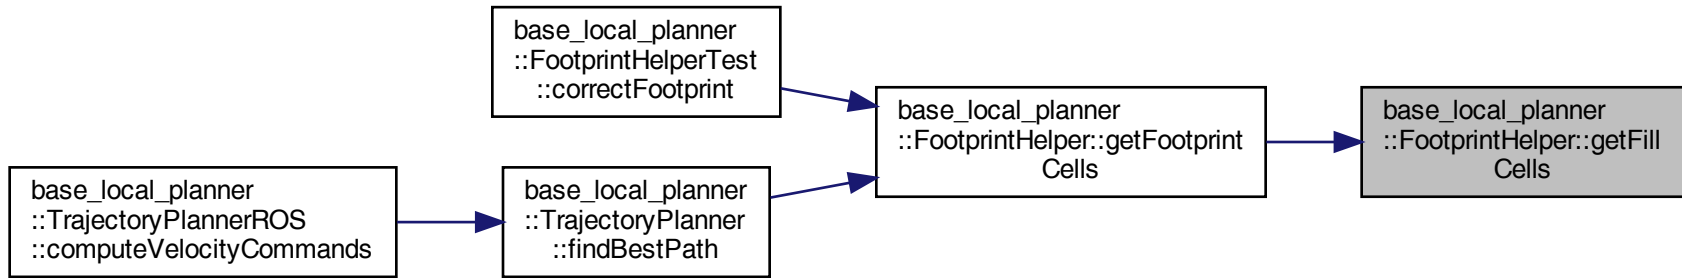 base_local_planner
::FootprintHelperTest
::correctFootprint
base_local_planner
::TrajectoryPlannerROS
::computeVelocityCommands
base_local_planner
::TrajectoryPlanner
::findBestPath
base_local_planner
::FootprintHelper::getFootprint
Cells
base_local_planner
::FootprintHelper::getFill
Cells